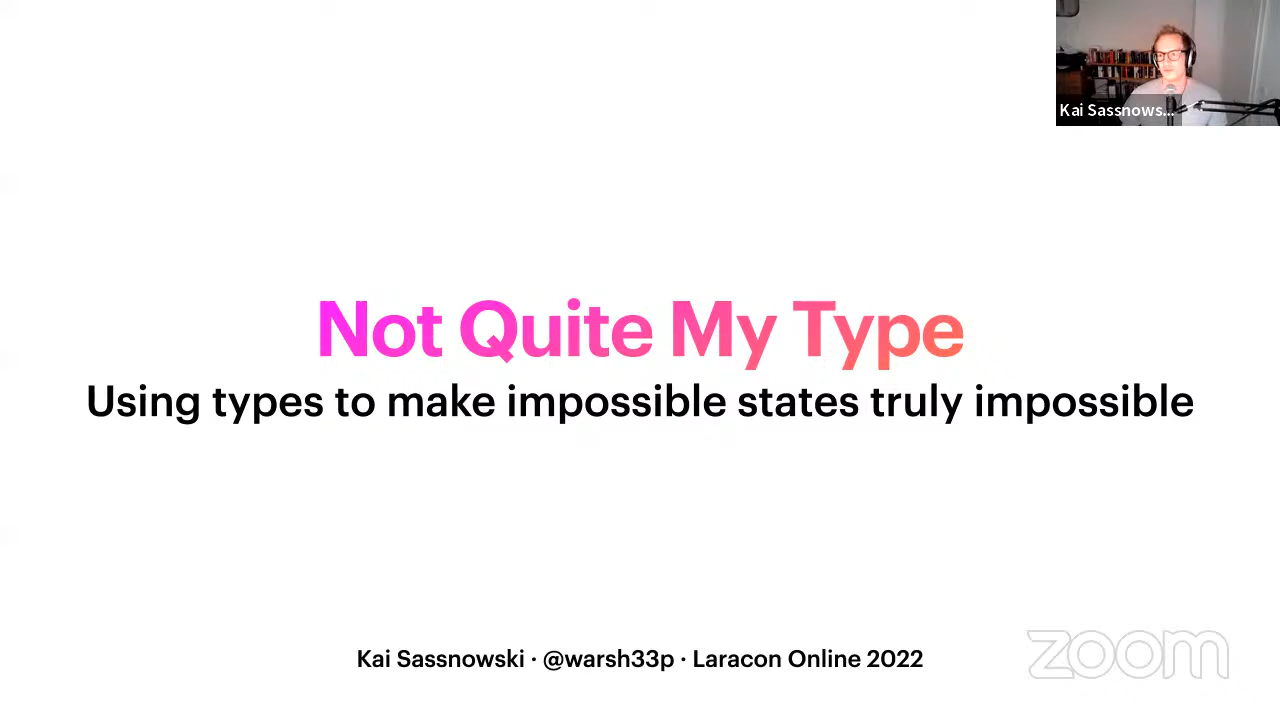 Kai Sassnows...
Not Quite My Type
Using types to make impossible states truly impossible
Kai Sassnowski · @warsh33p · Laracon Online 2022
zoom